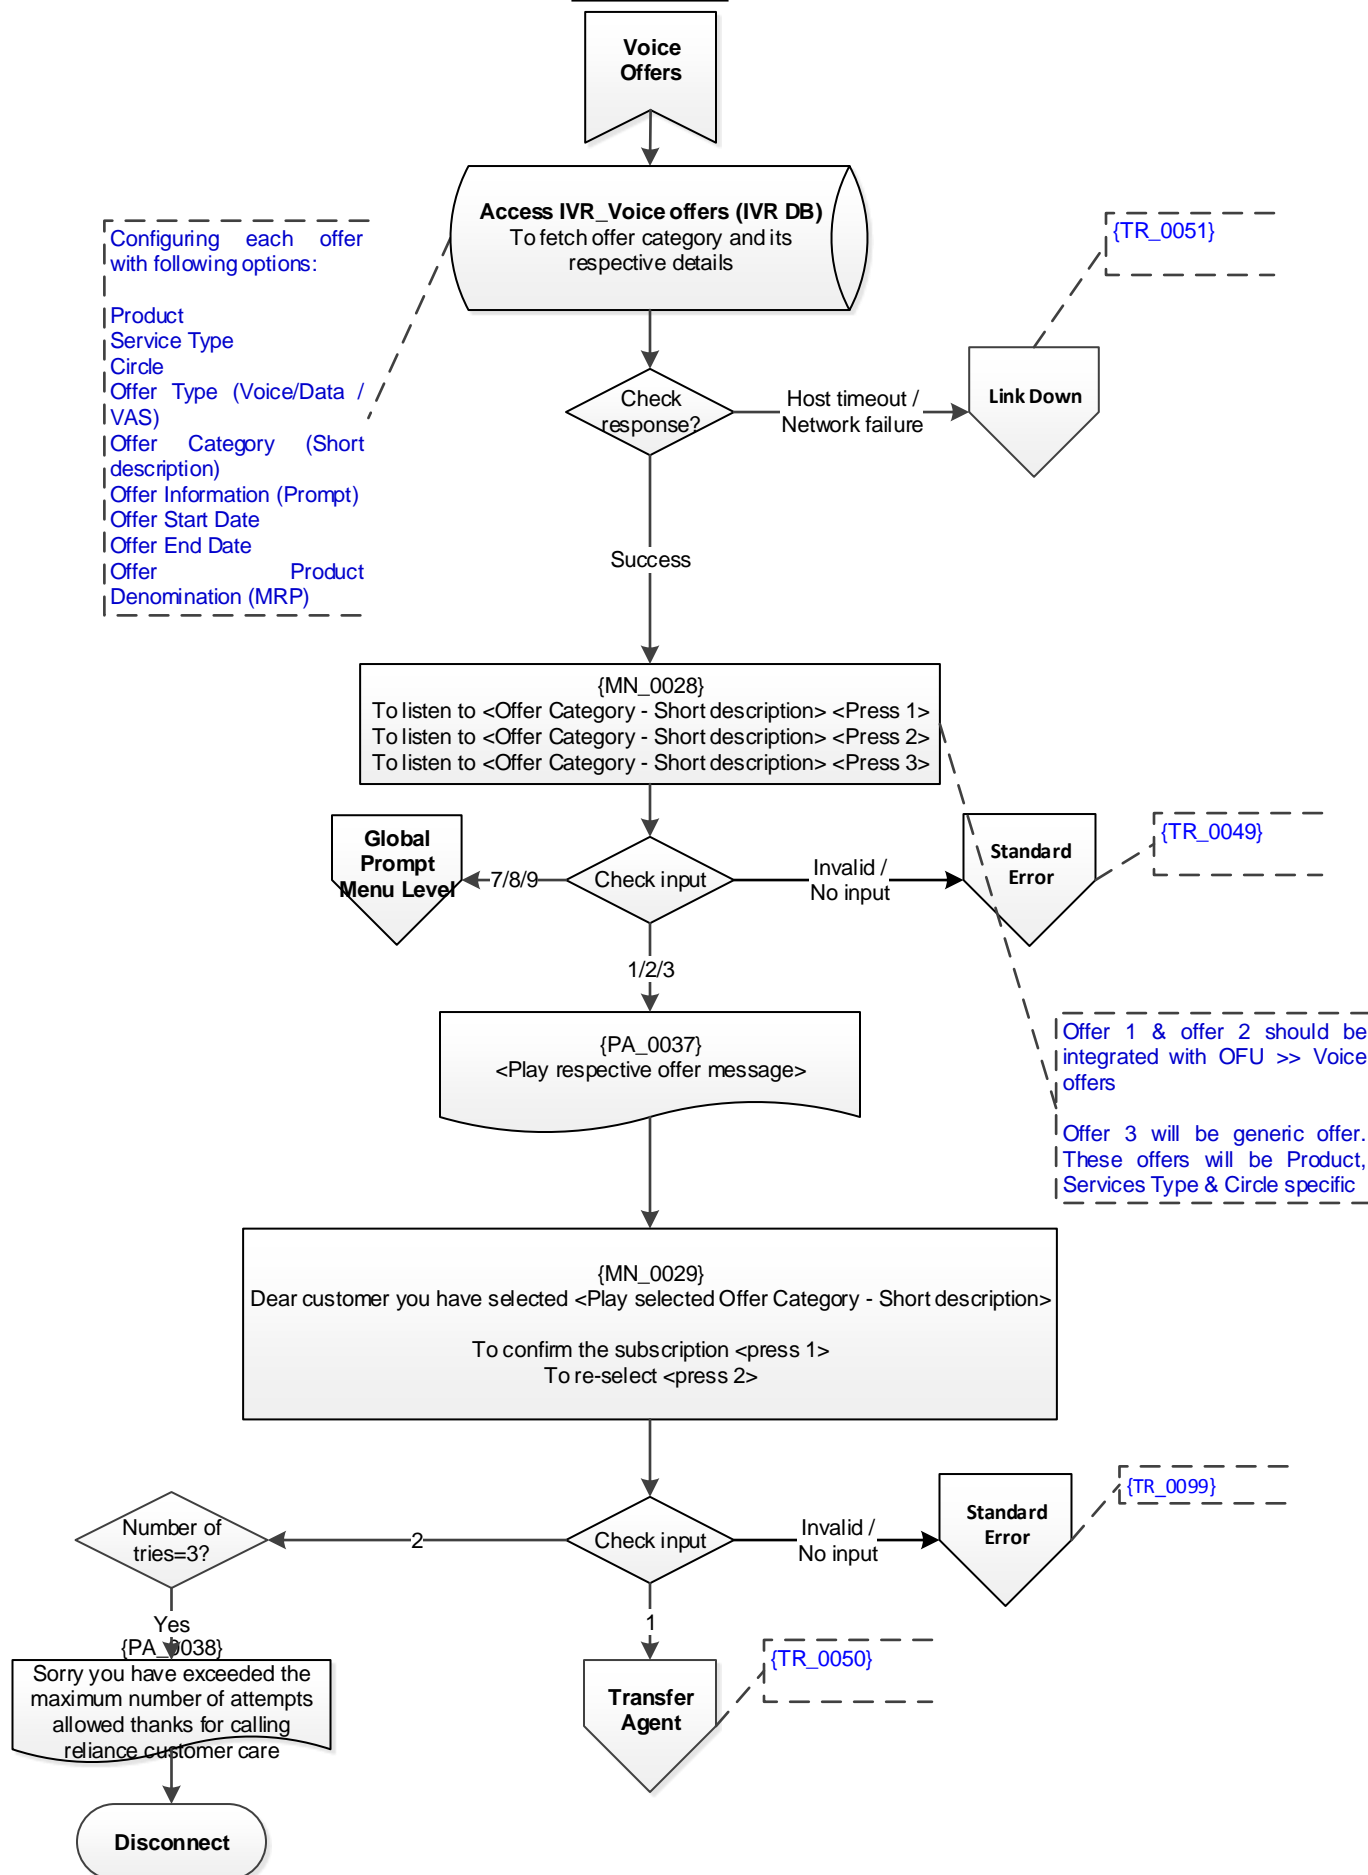 Voice
Offers
Access IVR_Voice offers (IVR DB)
To fetch offer category and its
respective details
Configuring each offer
with following options:
Product
Service Type
Circle
Offer Type (Voice/Data /
VAS)
Offer Category (Short
description)
Offer Information (Prompt)
Offer Start Date
Offer End Date
Offer Product
Denomination (MRP)
{TR_0051}
Check
response?
Host timeout /
Network failure
Link Down
Success
{MN_0028}
To listen to <Offer Category - Short description> <Press 1>
To listen to <Offer Category - Short description> <Press 2>
To listen to <Offer Category - Short description> <Press 3>
Global
Prompt
Menu Level
7/8/9
Check input
Invalid /
No input
Standard
Error
{TR_0049}
1/2/3
{PA_0037}
<Play respective offer message>
Offer 1 & offer 2 should be
integrated with OFU >> Voice
offers
Offer 3 will be generic offer.
These offers will be Product,
Services Type & Circle specific
{MN_0029}
Dear customer you have selected <Play selected Offer Category - Short description>
To confirm the subscription <press 1>
To re-select <press 2>
Number of
tries=3?
2
Check input
Invalid /
No input
Standard
Error
{TR_0099}
Yes
{PA_0038}
Sorry you have exceeded the
maximum number of attempts
allowed thanks for calling
reliance customer care
1
Transfer
Agent
{TR_0050}
Disconnect